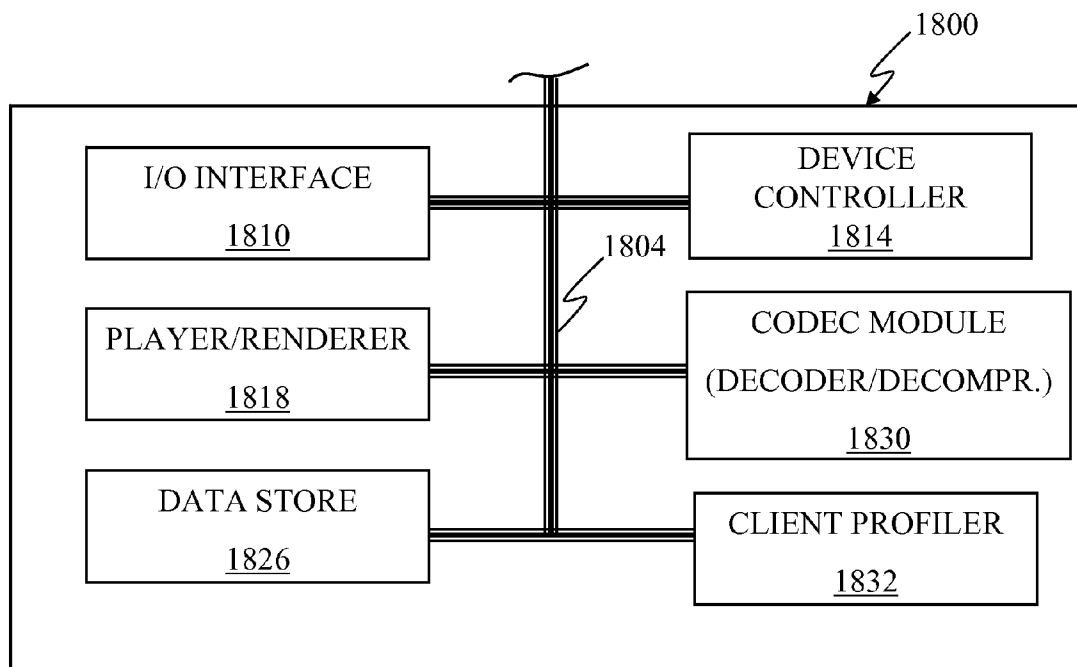 1800
I/O INTERFACE
1810
DEVICE
CONTROLLER
1814
1804
PLAYER/RENDERER
1818
CODEC MODULE
(DECODER/DECOMPR.)
1830
DATA STORE
1826
CLIENT PROFILER
1832